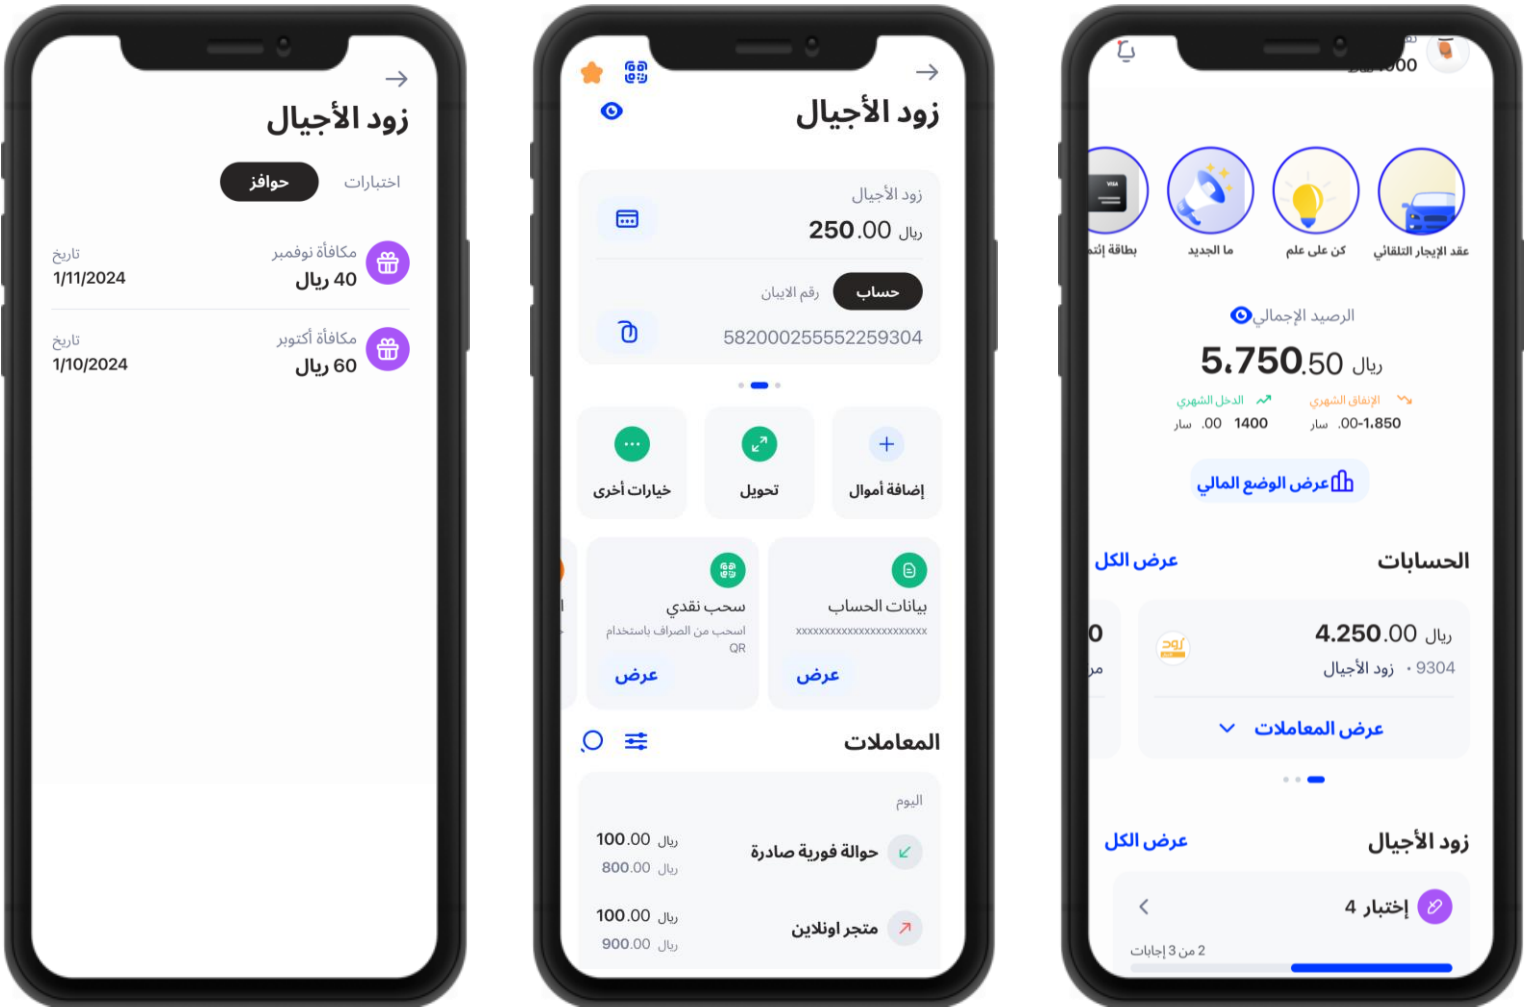 زود الأجيال
اختبارات
حوافز
مكافأة نوفمبر
40 ريال
تاريخ
1/11/2024
مكافأة أكتوبر
60 ريال
تاريخ
1/10/2024
زود الأجيال
زود الأجيال
ريال 250.00
حساب
رقم الايبان
582000255552259304
إضافة أموال
تحويل
خيارات أخرى
بيانات الحساب
xxxxxxxxxxxxxxxxxxxxxxx
عرض
سحب نقدي
اسحب من الصراف باستخدام
QR
عرض
المعاملات
اليوم
حوالة فورية صادرة
ريال 100.00
ريال 800.00
متجر اونلاين
ريال 100.00
ريال 900.00
عقد الإيجار التلقائي
كن على علم
ما الجديد
VISA
بطاقة
الرصيد الإجمالي
ريال 5،750.50
الإنفاق الشهري
1،850-00. سار
الدخل الشهري
1400 00. سار
عرض الوضع المالي
الحسابات
عرض الكل
ريال 4.250.00
9304 • زود الأجيال
زود
عرض المعاملات
زود الأجيال
عرض الكل
إختبار 4
2 من 3 إجابات